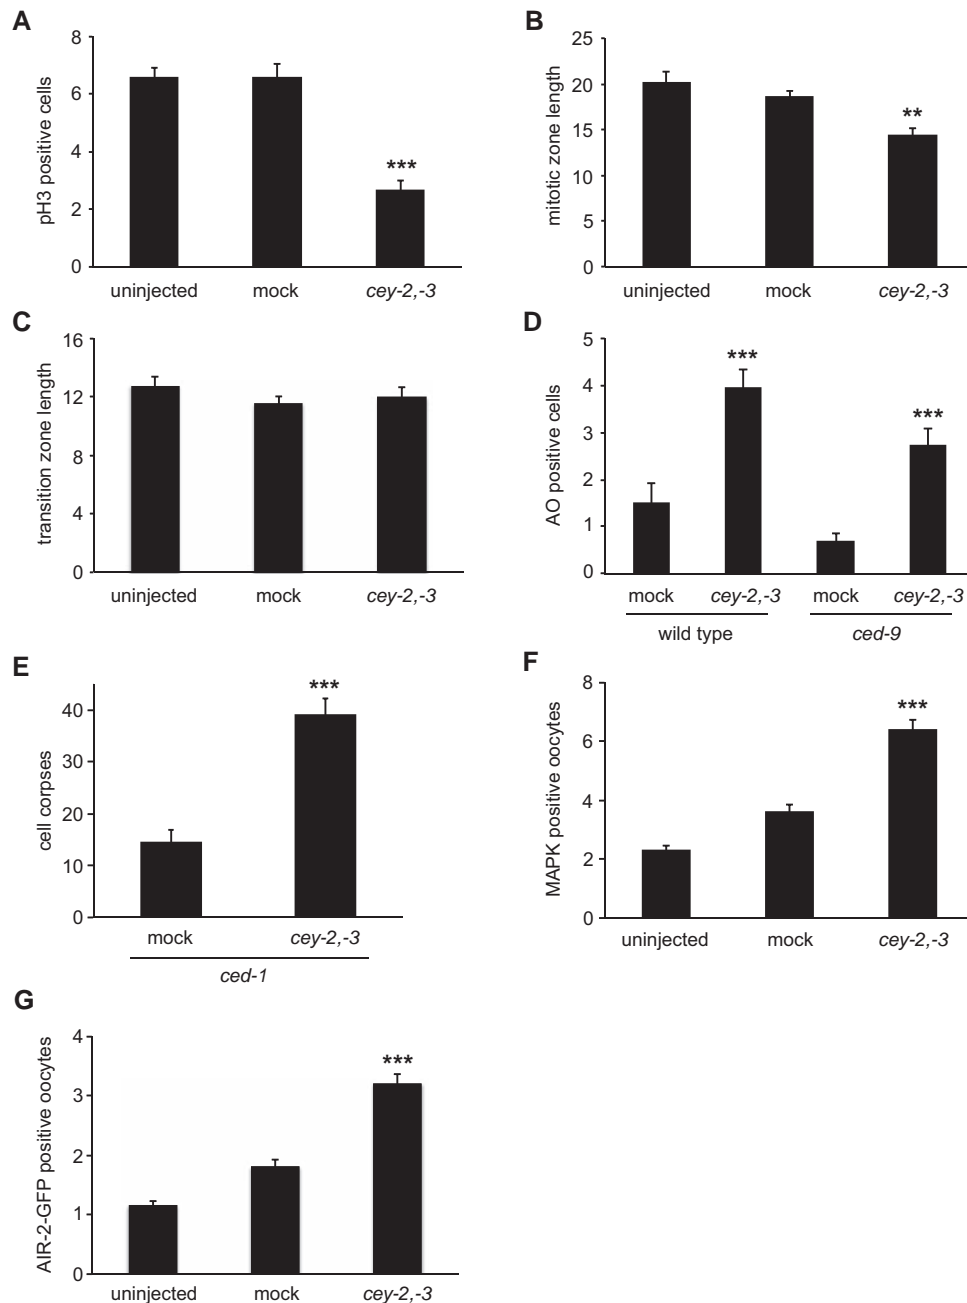 A
pH3 positive cells
8
6
4
2
0
***
uninjected mock cey-2,-3
B
mitotic zone length
25
20
15
10
5
0
**
uninjected mock cey-2,-3
C
transition zone length
16
12
8
4
0
uninjected mock cey-2,-3
D
AO positive cells
5
4
3
2
1
0
***
***
mock cey-2,-3 mock cey-2,-3
wild type ced-9
E
cell corpses
40
30
20
10
0
***
mock cey-2,-3
ced-1
F
MAPK positive oocytes
8
6
4
2
0
***
uninjected mock cey-2,-3
G
AIR-2-GFP positive oocytes
4
3
2
1
0
***
uninjected mock cey-2,-3